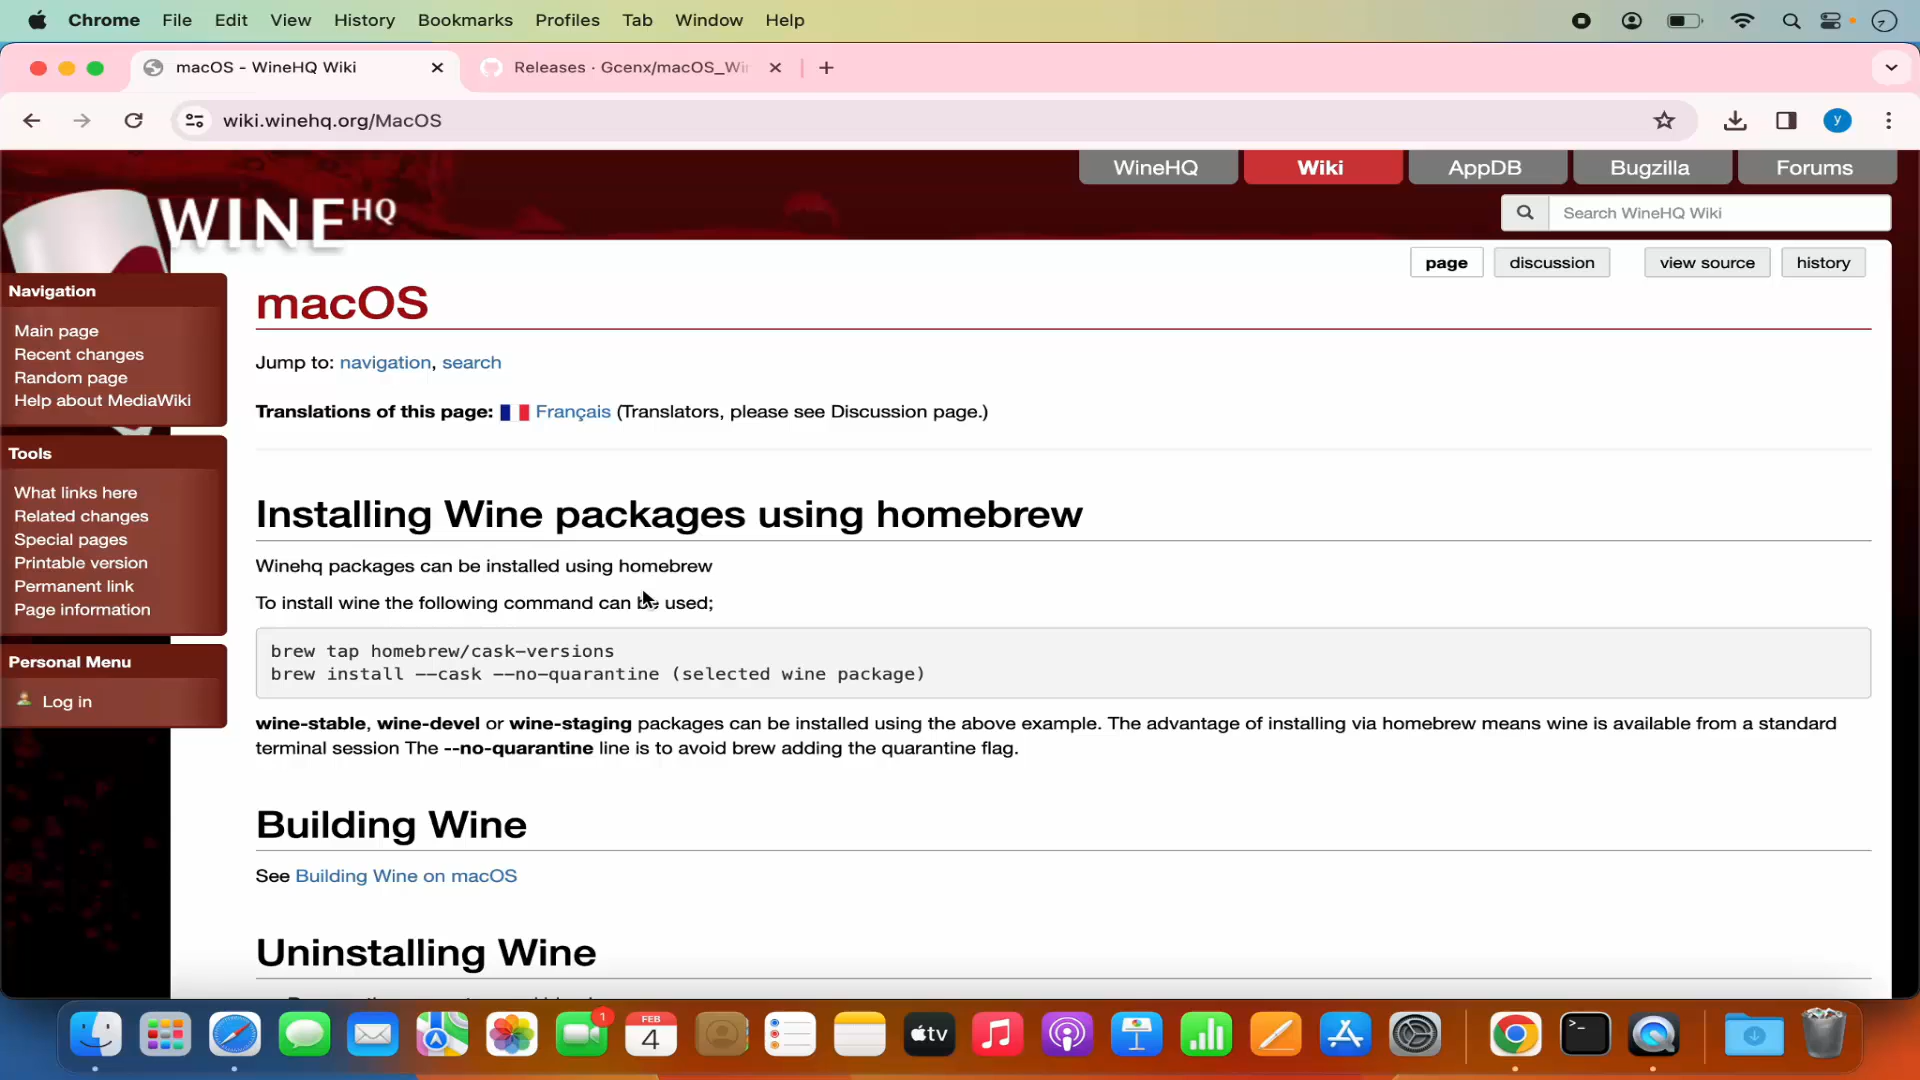 Chrome File Edit View History Bookmarks Profiles Tab Window Help
macOS - WineHQ Wiki
Releases · Gcenx/macOS_Wi
wiki.winehq.org/MacOS
y
WineHQ Wiki AppDB Bugzilla Forums
WINE HQ
Search WineHQ Wiki
page discussion view source history
Navigation
Main page
Recent changes
Random page
Help about MediaWiki
Tools
What links here
Related changes
Special pages
Printable version
Permanent link
Page information
Personal Menu
Log in
macOS
Jump to: navigation, search
Translations of this page: Français (Translators, please see Discussion page.)
Installing Wine packages using homebrew
Winehq packages can be installed using homebrew
To install wine the following command can be used;
brew tap homebrew/cask-versions
brew install --cask --no-quarantine (selected wine package)
wine-stable, wine-devel or wine-staging packages can be installed using the above example. The advantage of installing via homebrew means wine is available from a standard
terminal session The --no-quarantine line is to avoid brew adding the quarantine flag.
Building Wine
See Building Wine on macOS
Uninstalling Wine
1
FEB
4
tv
>_